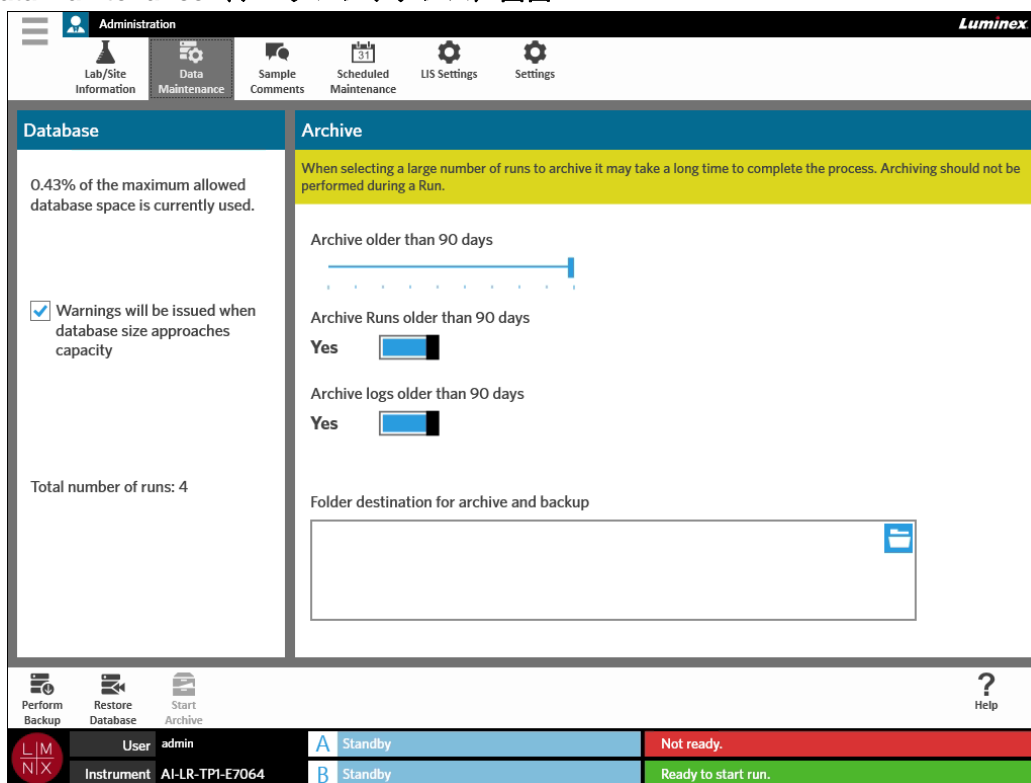 Administration
Luminex
Lab/Site
Information
Data
Maintenance
Sample
Comments
31
Scheduled
Maintenance
LIS Settings
Settings
Database
0.43% of the maximum allowed
database space is currently used.
Warnings will be issued when
database size approaches
capacity
Total number of runs: 4
Archive
When selecting a large number of runs to archive it may take a long time to complete the process. Archiving should not be
performed during a Run.
Archive older than 90 days
Archive Runs older than 90 days
Yes
Archive logs older than 90 days
Yes
Folder destination for archive and backup
Perform
Backup
Restore
Database
Start
Archive
?
Help
L M
N X
User admin
Instrument AI-LR-TP1-E7064
A Standby
Not ready.
B Standby
Ready to start run.